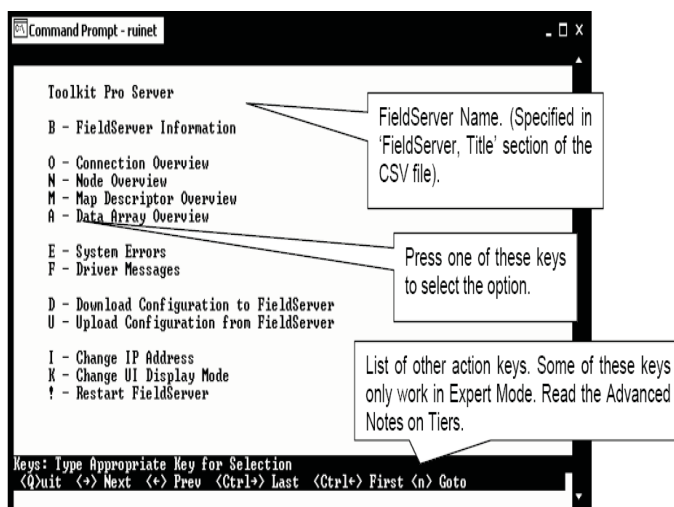 Command Prompt - ruinet
Toolkit Pro Server
B - FieldServer Information
O - Connection Overview
N - Node Overview
M - Map Descriptor Overview
A - Data Array Overview
E - System Errors
F - Driver Messages
D - Download Configuration to FieldServer
U - Upload Configuration from FieldServer
I - Change IP Address
K - Change UI Display Mode
! - Restart FieldServer
Keys: Type Appropriate Key for Selection
<Q>uit <→> Next <←> Prev <Ctrl→> Last <Ctrl←> First <n> Goto
FieldServer Name. (Specified in
‘FieldServer, Title’ section of the
CSV file).
Press one of these keys
to select the option.
List of other action keys. Some of these keys
only work in Expert Mode. Read the Advanced
Notes on Tiers.